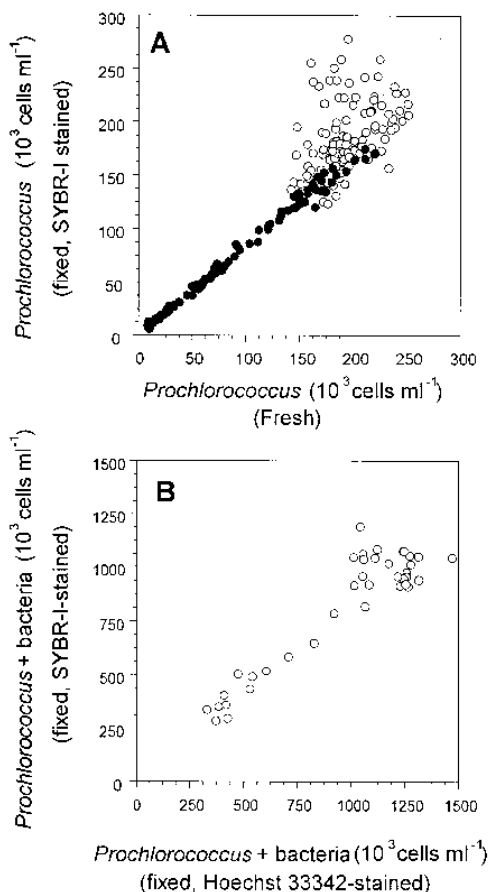 A
Prochlorococcus (10³ cells ml⁻¹)
(fixed, SYBR-I stained)
300
250
200
150
100
50
0
0 50 100 150 200 250 300
Prochlorococcus (10³ cells ml⁻¹)
(Fresh)
B
Prochlorococcus + bacteria (10³ cells ml⁻¹)
(fixed, SYBR-I-stained)
1500
1250
1000
750
500
250
0
0 250 500 750 1000 1250 1500
Prochlorococcus + bacteria (10³ cells ml⁻¹)
(fixed, Hoechst 33342-stained)